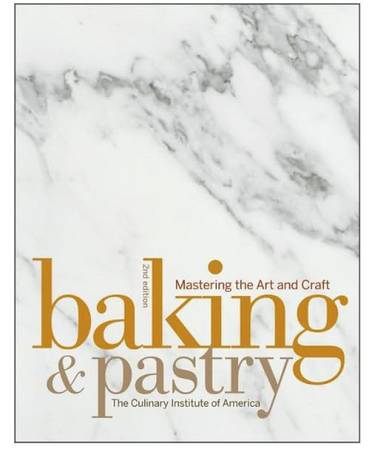 2nd edition
Mastering the Art and Craft
baking
& pastry
The Culinary Institute of America